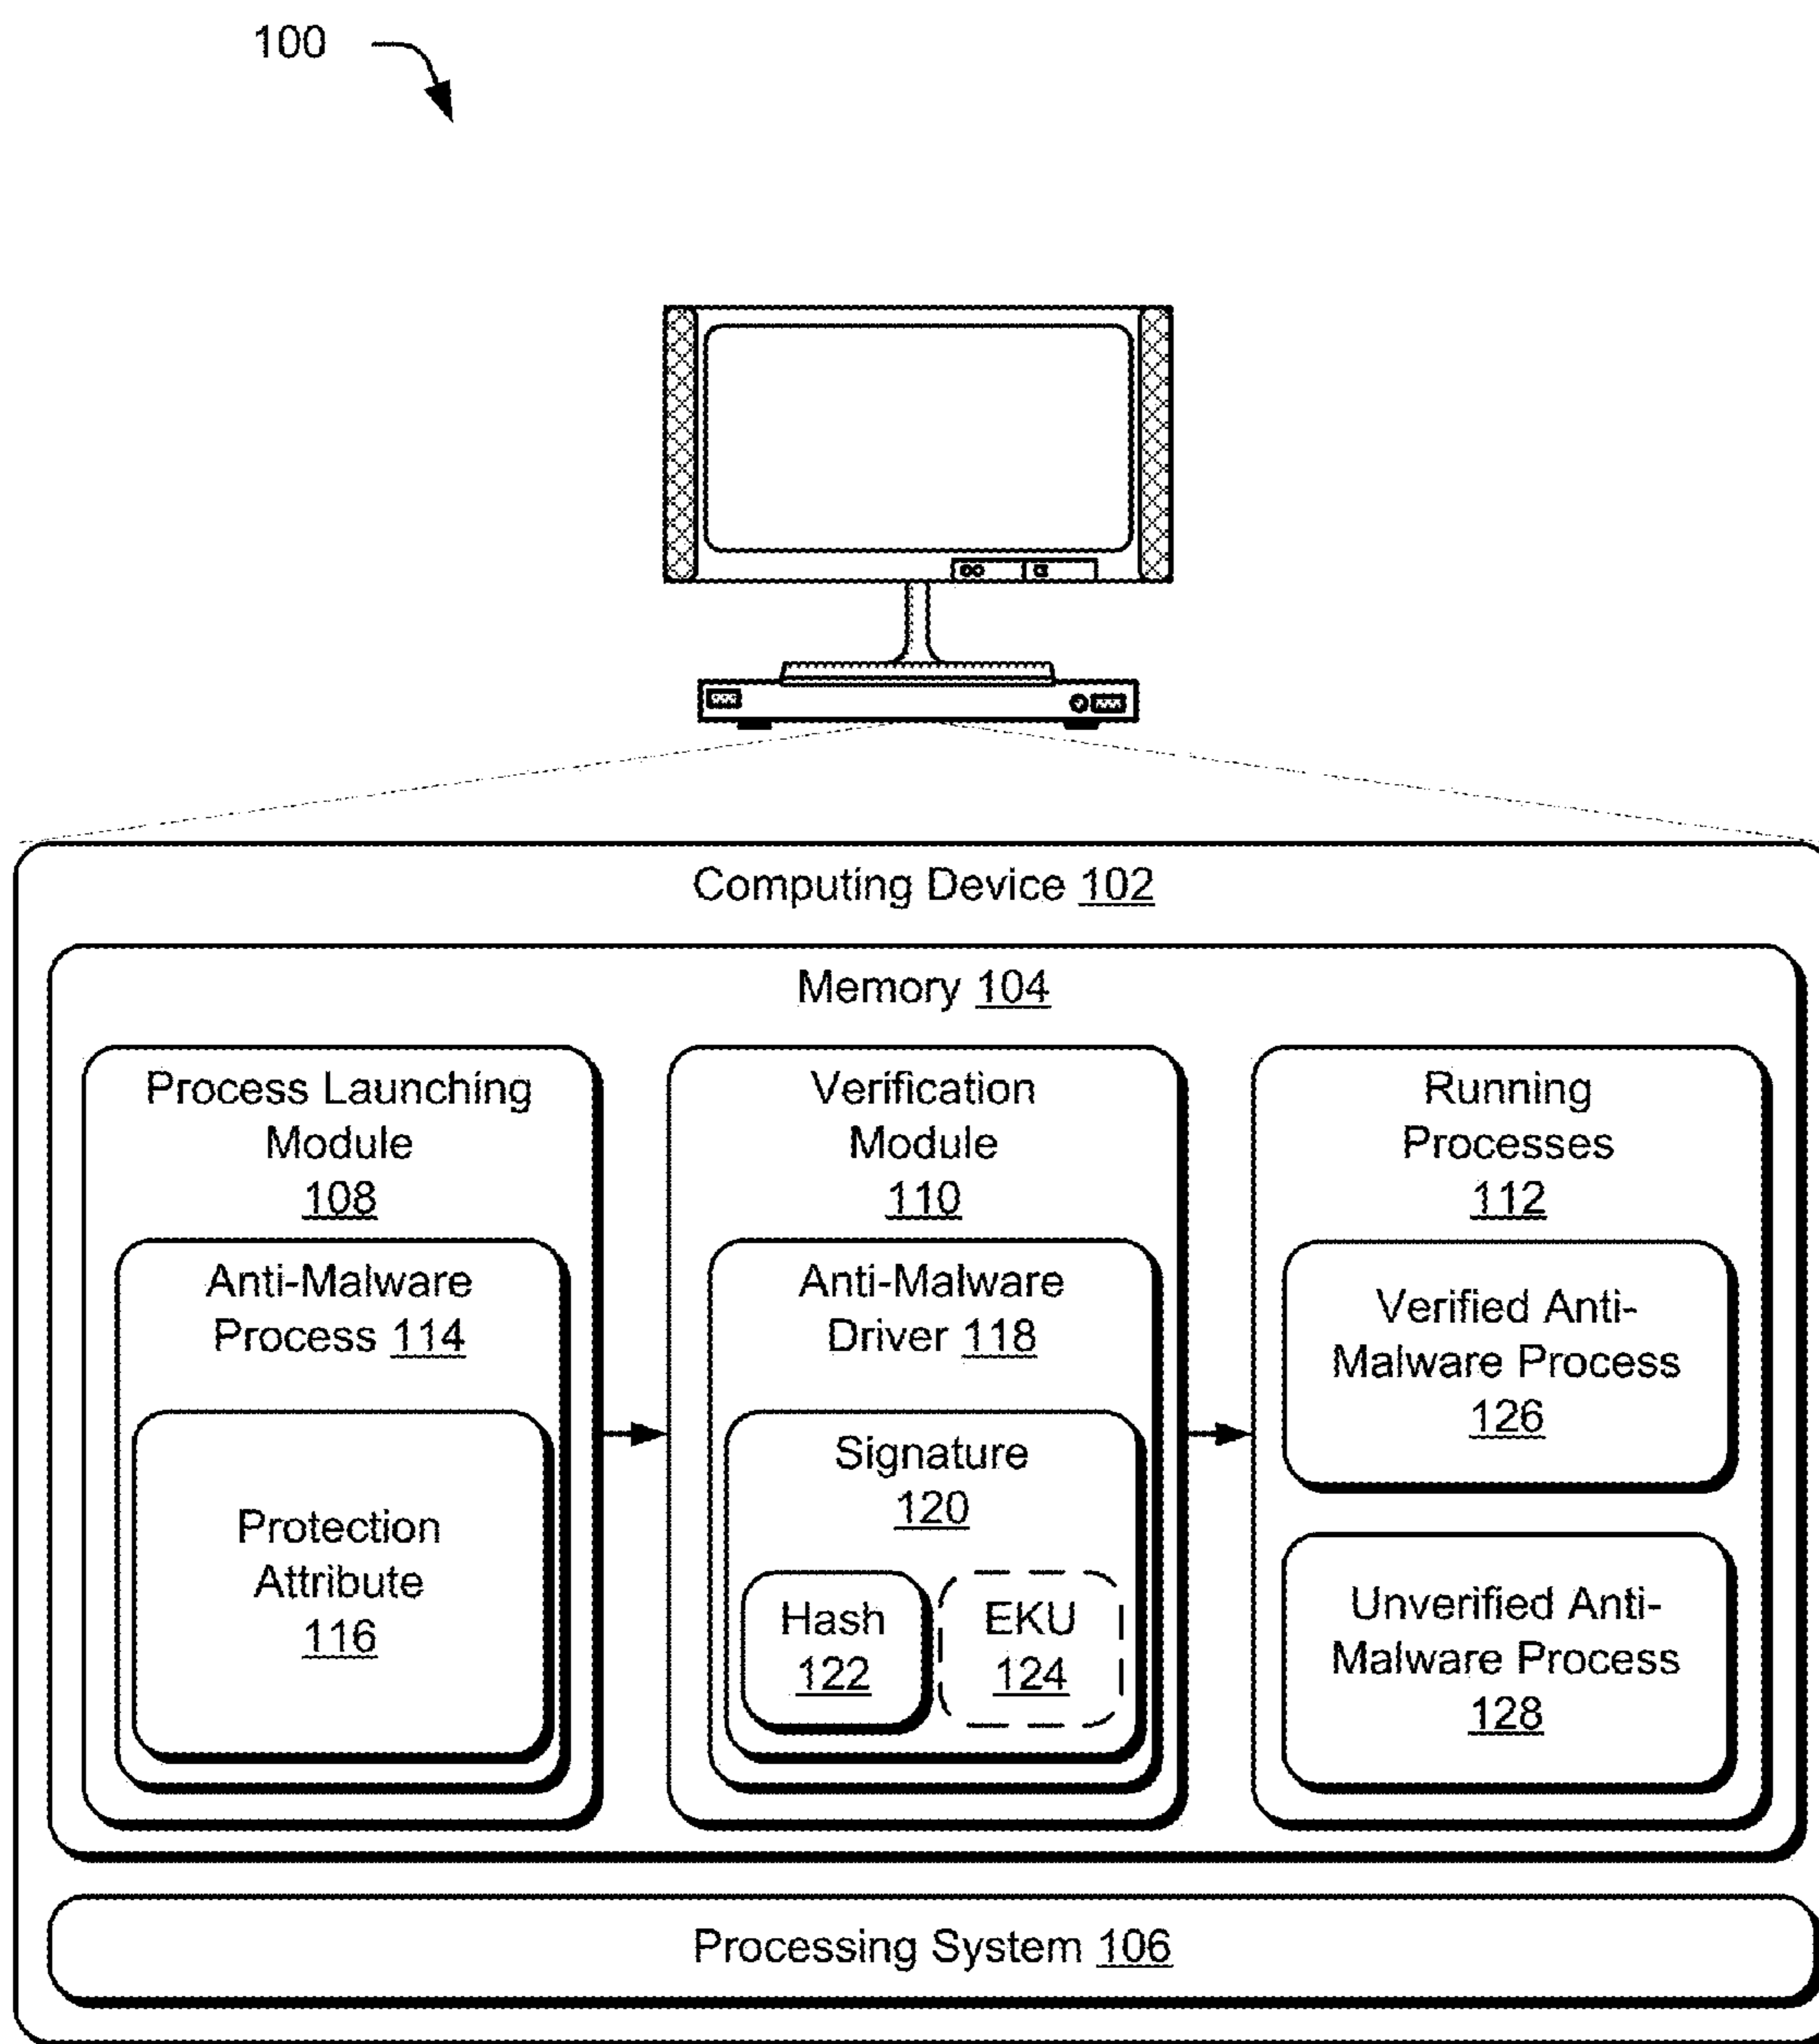 100
Computing Device 102
Memory 104
Process Launching
Module
108
Anti-Malware
Process 114
Protection
Attribute
116
Verification
Module
110
Anti-Malware
Driver 118
Signature
120
Hash
122
EKU
124
Running
Processes
112
Verified Anti-
Malware Process
126
Unverified Anti-
Malware Process
128
Processing System 106